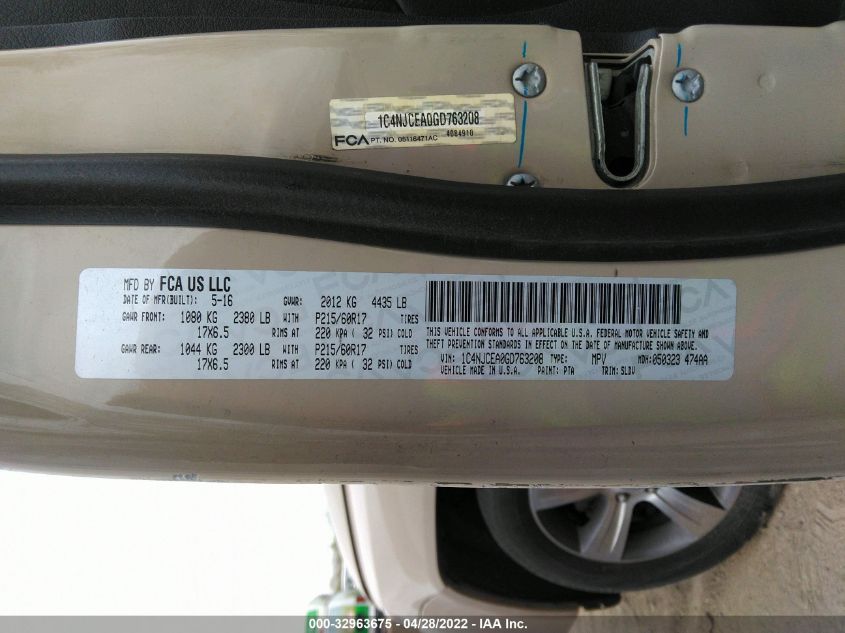 1C4NJCEA0GD763208
FCA PT. NO. 05116471AC 4084910
MFD BY FCA US LLC
DATE OF MFR(BUILT): 5-16 GVWR: 2012 KG 4435 LB
GAWR FRONT: 1080 KG 2380 LB WITH P215/60R17 TIRES
17X6.5 RIMS AT 220 KPA ( 32 PSI) COLD
GAWR REAR: 1044 KG 2300 LB WITH P215/60R17 TIRES
17X6.5 RIMS AT 220 KPA ( 32 PSI) COLD
THIS VEHICLE CONFORMS TO ALL APPLICABLE U.S.A. FEDERAL MOTOR VEHICLE SAFETY AND
THEFT PREVENTION STANDARDS IN EFFECT ON THE DATE OF MANUFACTURE SHOWN ABOVE.
VIN: 1C4NJCEA0GD763208 TYPE: MPV MDH:050323 474AA
VEHICLE MADE IN U.S.A. PAINT: PTA TRIM: SLDV
000-32963675 - 04/28/2022 - IAA Inc.